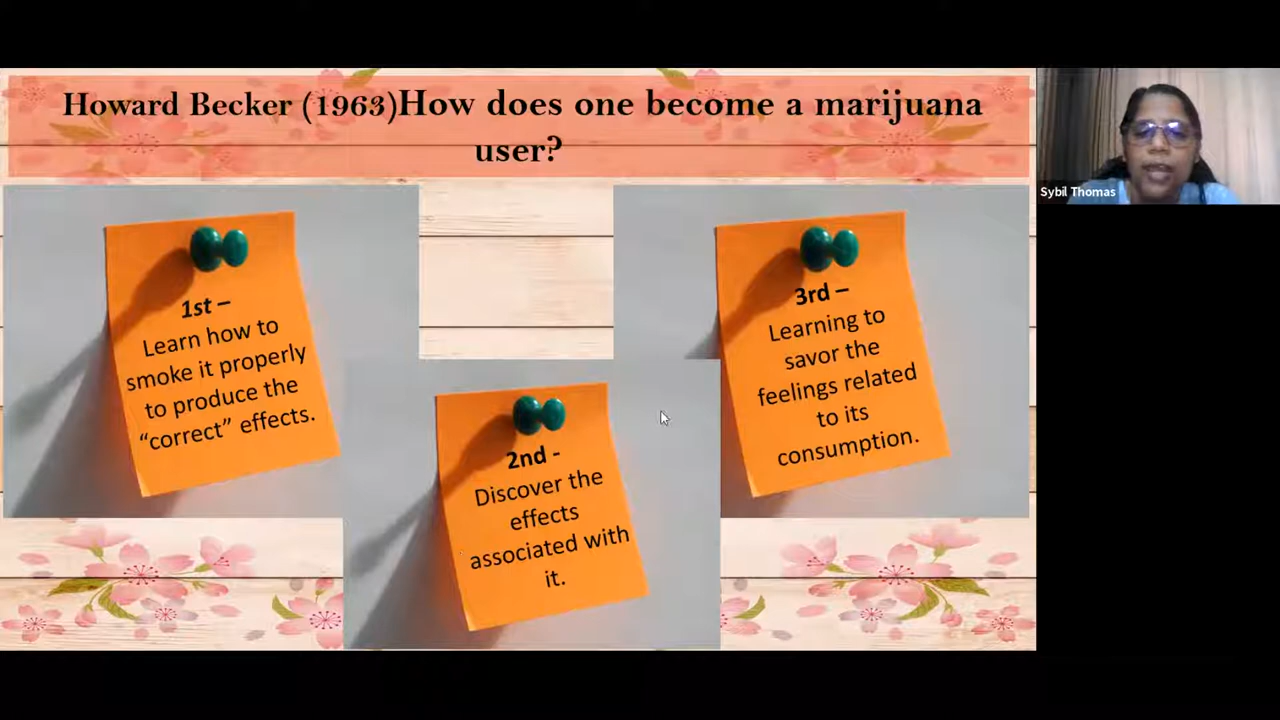 Howard Becker (1963)How does one become a marijuana
user?
Sybil Thomas
1st –
Learn how to
smoke it properly
to produce the
“correct” effects.
2nd -
Discover the
effects
associated with
it.
3rd –
Learning to
savor the
feelings related
to its
consumption.